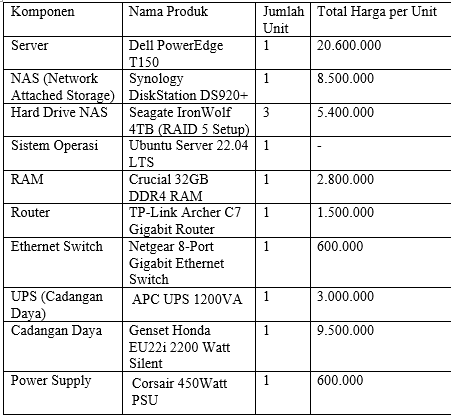 Komponen Nama Produk Jumlah Total Harga per Unit
Unit
Server Dell PowerEdge 1 20.600.000
T150
NAS (Network Synology 1 8.500.000
Attached Storage) DiskStation DS920+
Hard Drive NAS Seagate IronWolf 3 5.400.000
4TB (RAID 5 Setup)
Sistem Operasi Ubuntu Server 22.04 1 -
LTS
RAM Crucial 32GB 1 2.800.000
DDR4 RAM
Router TP-Link Archer C7 1 1.500.000
Gigabit Router
Ethernet Switch Netgear 8-Port 1 600.000
Gigabit Ethernet
Switch
UPS (Cadangan APC UPS 1200VA 1 3.000.000
Daya)
Cadangan Daya Genset Honda 1 9.500.000
EU22i 2200 Watt
Silent
Power Supply Corsair 450Watt 1 600.000
PSU